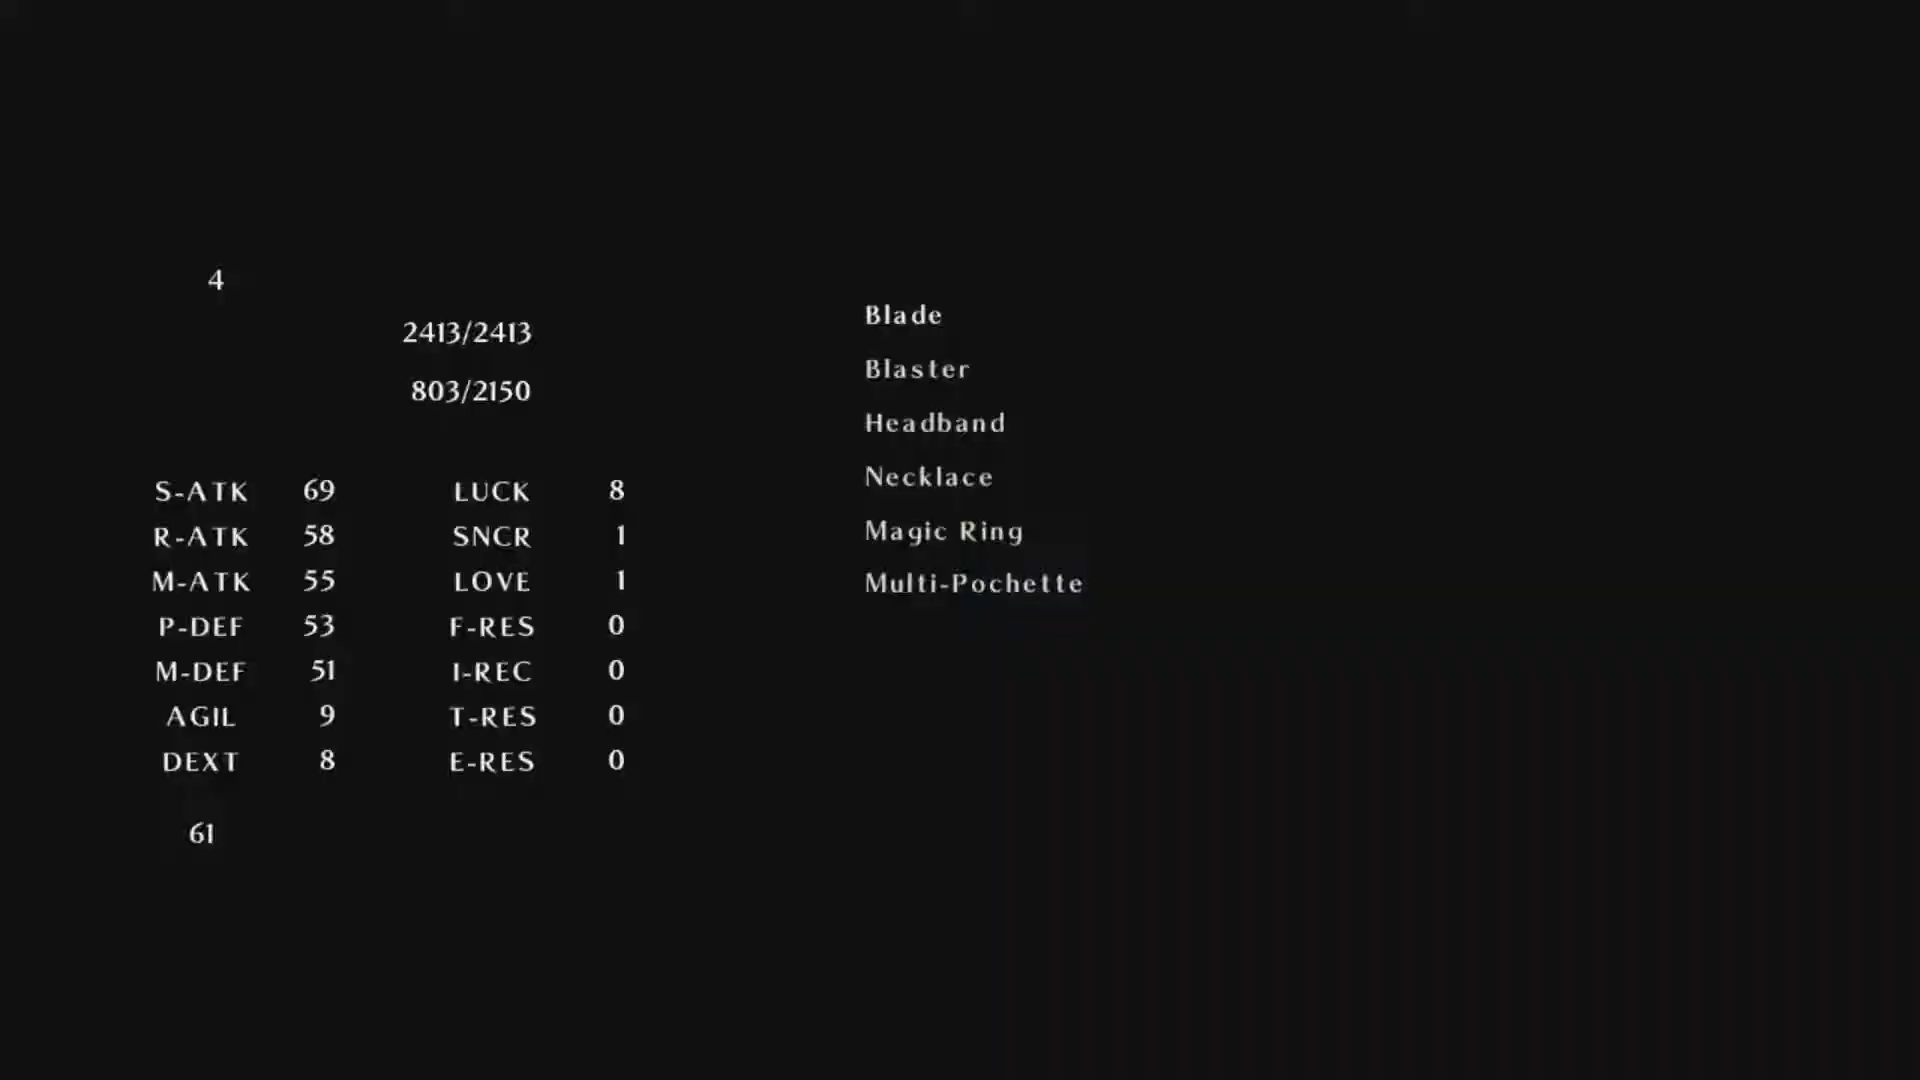 4
2413/2413
803/2150
S-ATK 69 LUCK 8
R-ATK 58 SNCR 1
M-ATK 55 LOVE 1
P-DEF 53 F-RES 0
M-DEF 51 I-REC 0
AGIL 9 T-RES 0
DEXT 8 E-RES 0
61
Blade
Blaster
Headband
Necklace
Magic Ring
Multi-Pochette